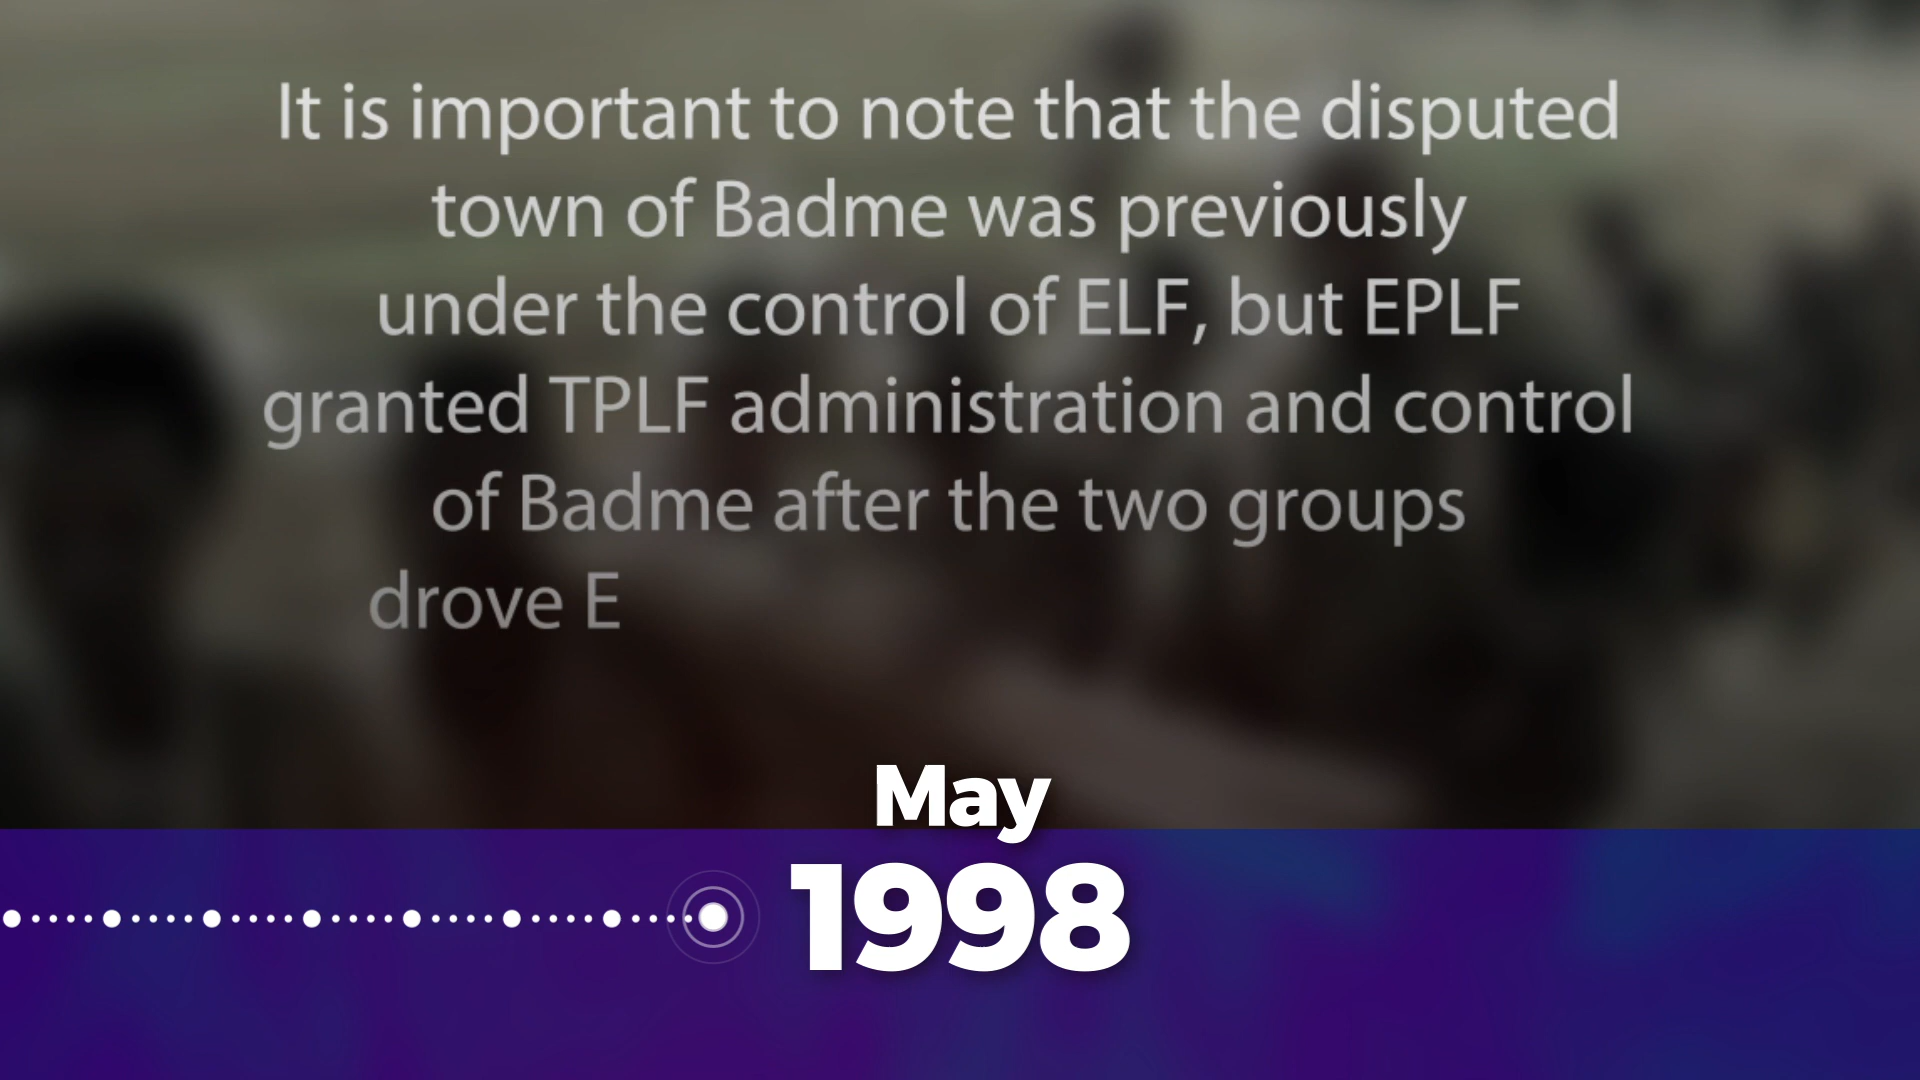 It is important to note that the disputed
town of Badme was previously
under the control of ELF, but EPLF
granted TPLF administration and control
of Badme after the two groups
drove E
May
1998